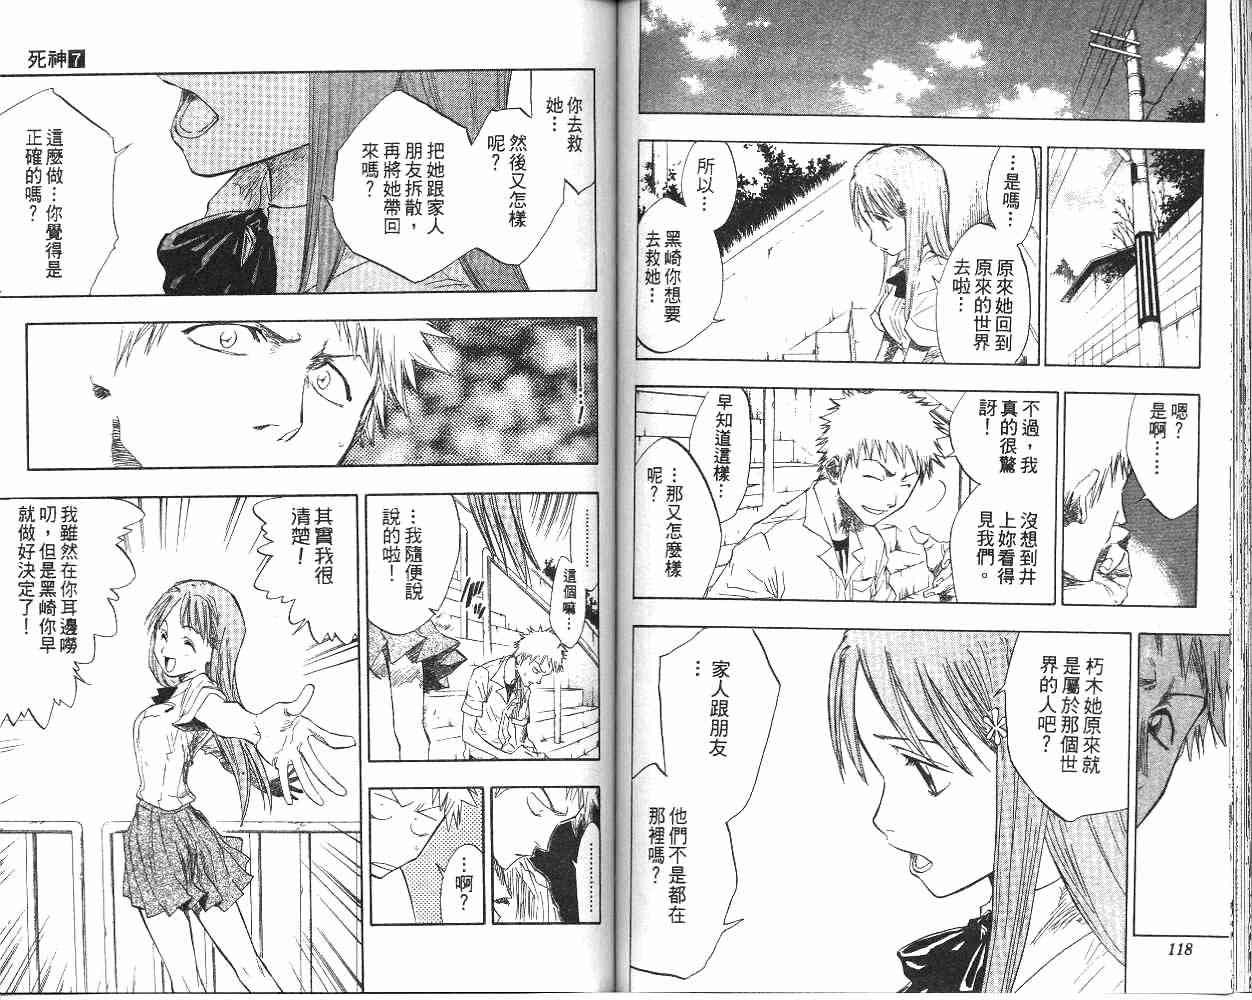 …是嗎…
原來她回到
原來的世界
去啦…
所以…
黑崎你想要
去救她…
嗯？
是啊……
不過，我
真的很驚
訝！
沒想到井
上妳看得
見我們。
早知道這樣…
…那又怎麼樣
呢？
朽木她原來就
是屬於那個世
界的人吧？
家人跟朋友
…
他們不是都在
那裡嗎？
118
死神7
你去救
她…
然後又怎樣
呢？
把她跟家人
朋友拆散，
再將她帶回
來嗎？
這麼做…你覺得是
正確的嗎？
………！
…………
這個嘛…
…我隨便說
說的啦！
…………
…啊？
其實我很
清楚！
我雖然在你耳邊嘮
叨，但是黑崎你早
就做好決定了！